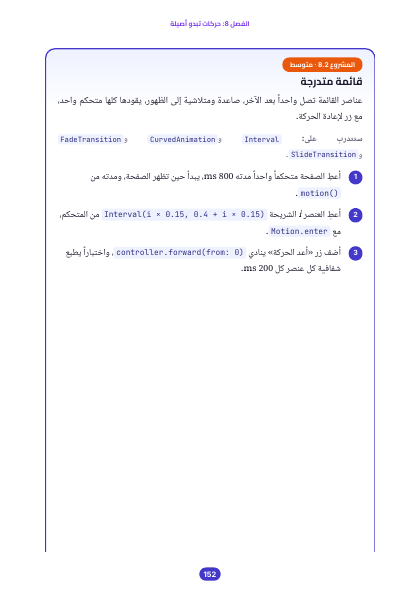 الفصل 8: حركات تبدو أصيلة
المشروع 8.2 · متوسط
قائمة متدرجة
عناصر القائمة تصل واحداً بعد الآخر، صاعدة ومتلاشية إلى الظهور، يقودها كلها متحكم واحد،
مع زر لإعادة الحركة.
ستتدرب على: Interval و CurvedAnimation و FadeTransition
و SlideTransition.
1 أعطِ الصفحة متحكماً واحداً مدته 800 ms، يبدأ حين تظهر الصفحة، ومدته من
motion().
2 أعطِ العنصر i الشريحة Interval(i × 0.15, 0.4 + i × 0.15) من المتحكم،
مع Motion.enter.
3 أضف زر «أعد الحركة» ينادي controller.forward(from: 0)، واختباراً يطبع
شفافية كل عنصر كل 200 ms.
152